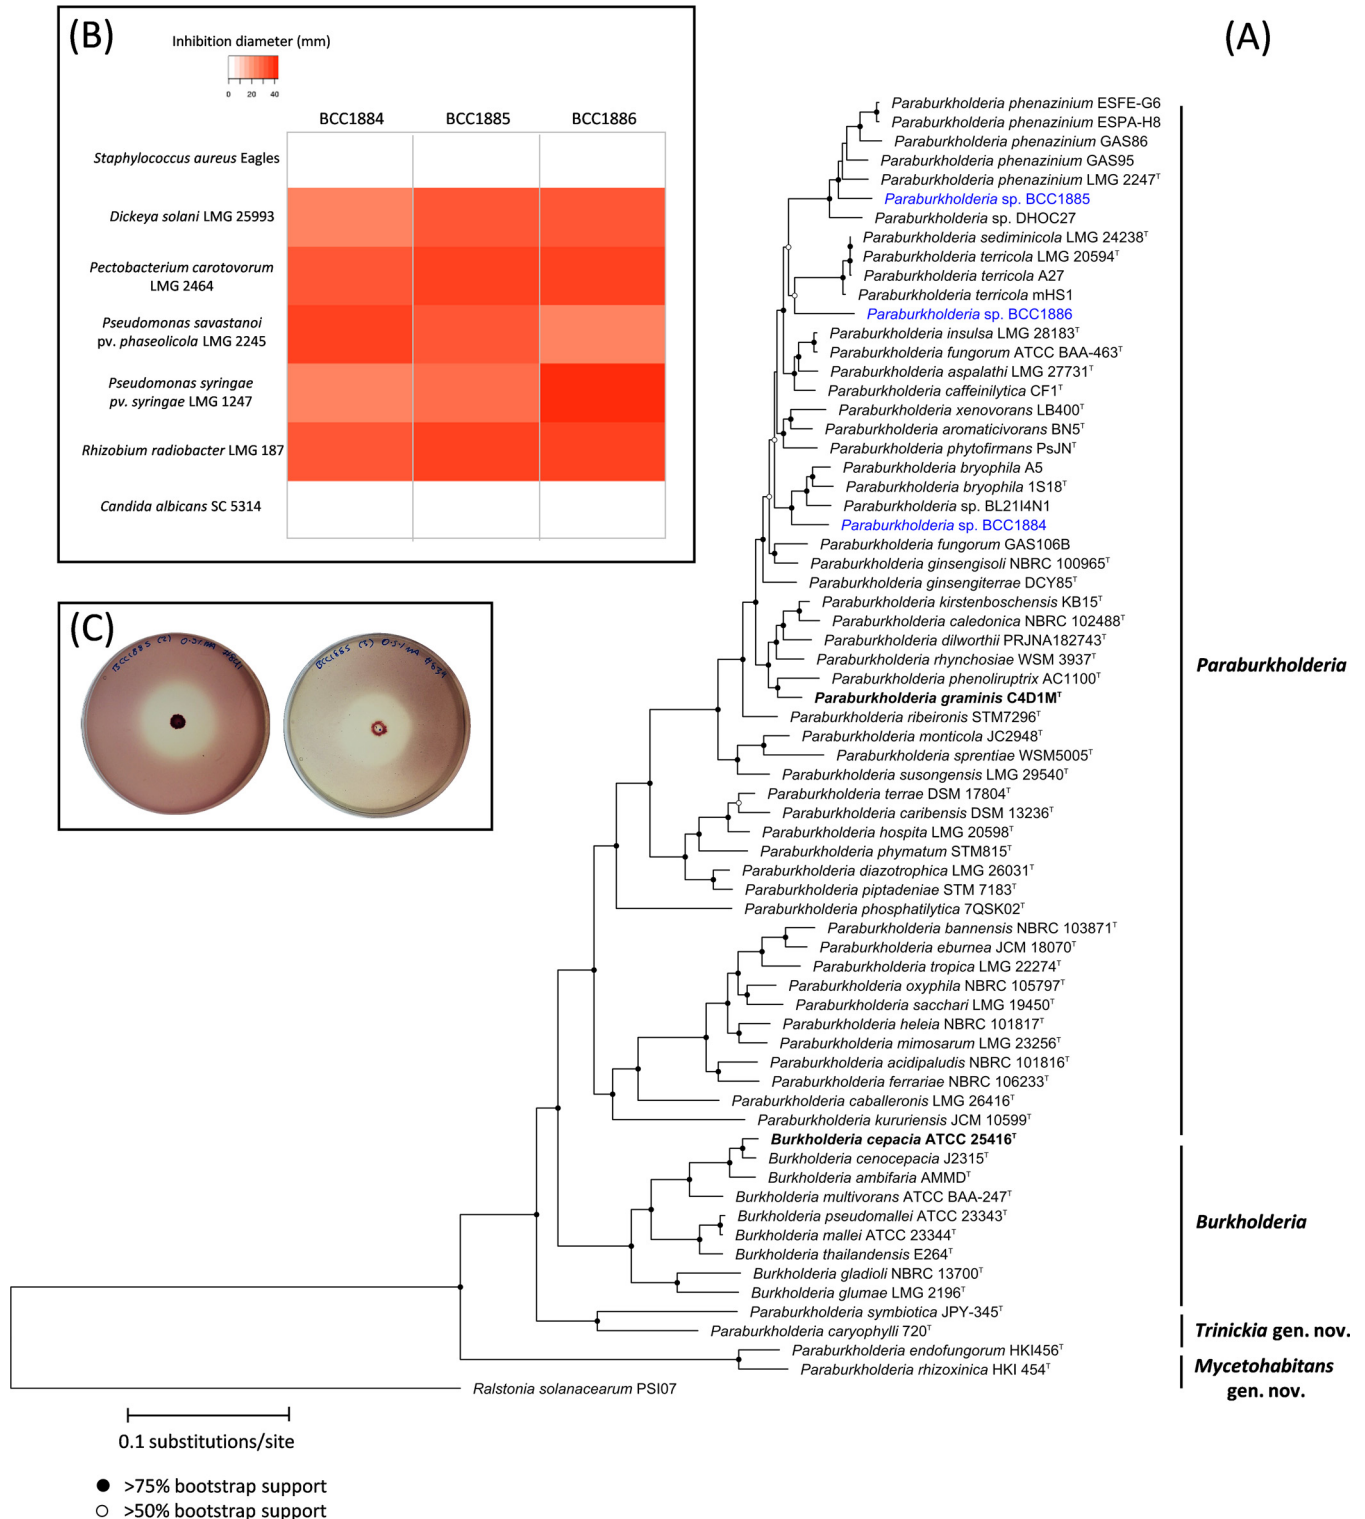 (B)
Inhibition diameter (mm)
0 20 40
BCC1884 BCC1885 BCC1886
Staphylococcus aureus Eagles
Dickeya solani LMG 25993
Pectobacterium carotovorum
LMG 2464
Pseudomonas savastanoi
pv. phaseolicola LMG 2245
Pseudomonas syringae
pv. syringae LMG 1247
Rhizobium radiobacter LMG 187
Candida albicans SC 5314
(C)
BCC1885 (2)
BCC1885 (3)
(A)
Paraburkholderia phenazinium ESFE-G6
Paraburkholderia phenazinium ESPA-H8
Paraburkholderia phenazinium GAS86
Paraburkholderia phenazinium GAS95
Paraburkholderia phenazinium LMG 2247ᵀ
Paraburkholderia sp. BCC1885
Paraburkholderia sp. DHOC27
Paraburkholderia sediminicola LMG 24238ᵀ
Paraburkholderia terricola LMG 20594ᵀ
Paraburkholderia terricola A27
Paraburkholderia terricola mHS1
Paraburkholderia sp. BCC1886
Paraburkholderia insulsa LMG 28183ᵀ
Paraburkholderia fungorum ATCC BAA-463ᵀ
Paraburkholderia aspalathi LMG 27731ᵀ
Paraburkholderia caffeinilytica CF1ᵀ
Paraburkholderia xenovorans LB400ᵀ
Paraburkholderia aromaticivorans BN5ᵀ
Paraburkholderia phytofirmans PsJNᵀ
Paraburkholderia bryophila A5
Paraburkholderia bryophila 1S18ᵀ
Paraburkholderia sp. BL21I4N1
Paraburkholderia sp. BCC1884
Paraburkholderia fungorum GAS106B
Paraburkholderia ginsengisoli NBRC 100965ᵀ
Paraburkholderia ginsengiterrae DCY85ᵀ
Paraburkholderia kirstenboschensis KB15ᵀ
Paraburkholderia caledonica NBRC 102488ᵀ
Paraburkholderia dilworthii PRJNA182743ᵀ
Paraburkholderia rhynchosiae WSM 3937ᵀ
Paraburkholderia phenoliruptrix AC1100ᵀ
Paraburkholderia graminis C4D1Mᵀ
Paraburkholderia ribeironis STM7296ᵀ
Paraburkholderia monticola JC2948ᵀ
Paraburkholderia sprentiae WSM5005ᵀ
Paraburkholderia susongensis LMG 29540ᵀ
Paraburkholderia terrae DSM 17804ᵀ
Paraburkholderia caribensis DSM 13236ᵀ
Paraburkholderia hospita LMG 20598ᵀ
Paraburkholderia phymatum STM815ᵀ
Paraburkholderia diazotrophica LMG 26031ᵀ
Paraburkholderia piptadeniae STM 7183ᵀ
Paraburkholderia phosphatilytica 7QSK02ᵀ
Paraburkholderia bannensis NBRC 103871ᵀ
Paraburkholderia eburnea JCM 18070ᵀ
Paraburkholderia tropica LMG 22274ᵀ
Paraburkholderia oxyphila NBRC 105797ᵀ
Paraburkholderia sacchari LMG 19450ᵀ
Paraburkholderia heleia NBRC 101817ᵀ
Paraburkholderia mimosarum LMG 23256ᵀ
Paraburkholderia acidipaludis NBRC 101816ᵀ
Paraburkholderia ferrariae NBRC 106233ᵀ
Paraburkholderia caballeronis LMG 26416ᵀ
Paraburkholderia kururiensis JCM 10599ᵀ
Burkholderia cepacia ATCC 25416ᵀ
Burkholderia cenocepacia J2315ᵀ
Burkholderia ambifaria AMMDᵀ
Burkholderia multivorans ATCC BAA-247ᵀ
Burkholderia pseudomallei ATCC 23343ᵀ
Burkholderia mallei ATCC 23344ᵀ
Burkholderia thailandensis E264ᵀ
Burkholderia gladioli NBRC 13700ᵀ
Burkholderia glumae LMG 2196ᵀ
Paraburkholderia symbiotica JPY-345ᵀ
Paraburkholderia caryophylli 720ᵀ
Paraburkholderia endofungorum HKI456ᵀ
Paraburkholderia rhizoxinica HKI 454ᵀ
Ralstonia solanacearum PSI07
Paraburkholderia
Burkholderia
Trinickia gen. nov.
Mycetohabitans
gen. nov.
0.1 substitutions/site
>75% bootstrap support
>50% bootstrap support